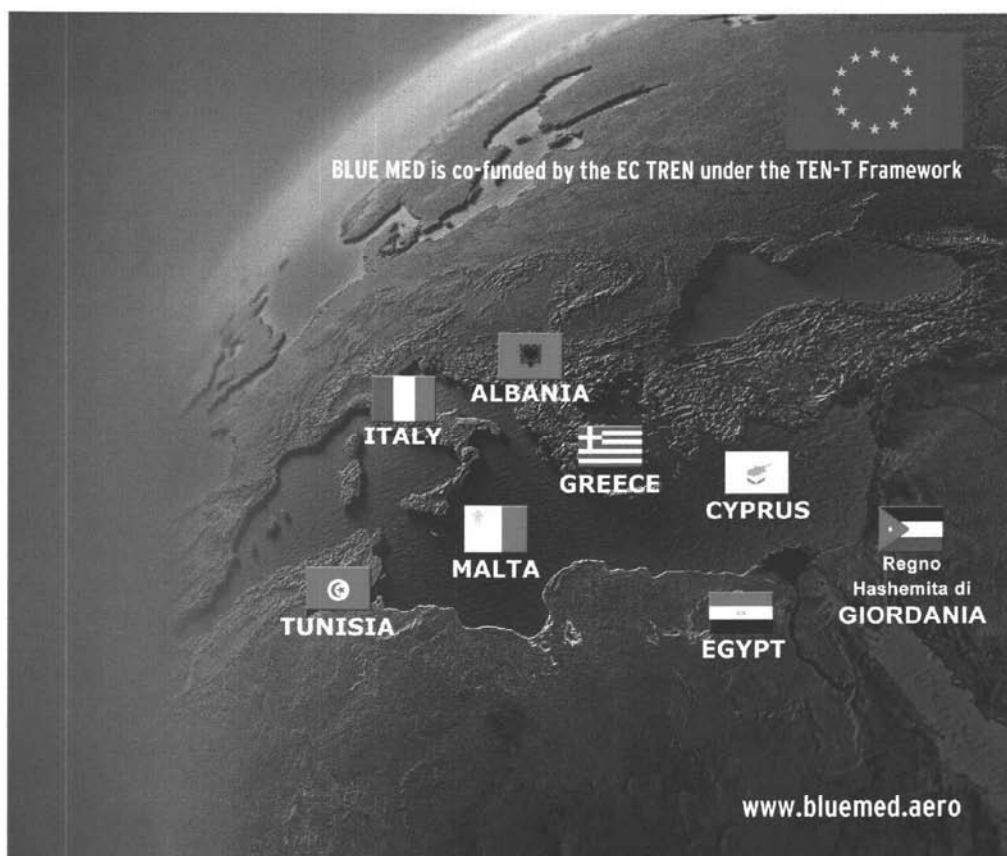 BLUE MED is co-funded by the EC TREN under the TEN-T Framework
ALBANIA
ITALY
GREECE
CYPRUS
MALTA
Regno
Hashemita di
GIORDANIA
TUNISIA
EGYPT
www.bluemed.aero